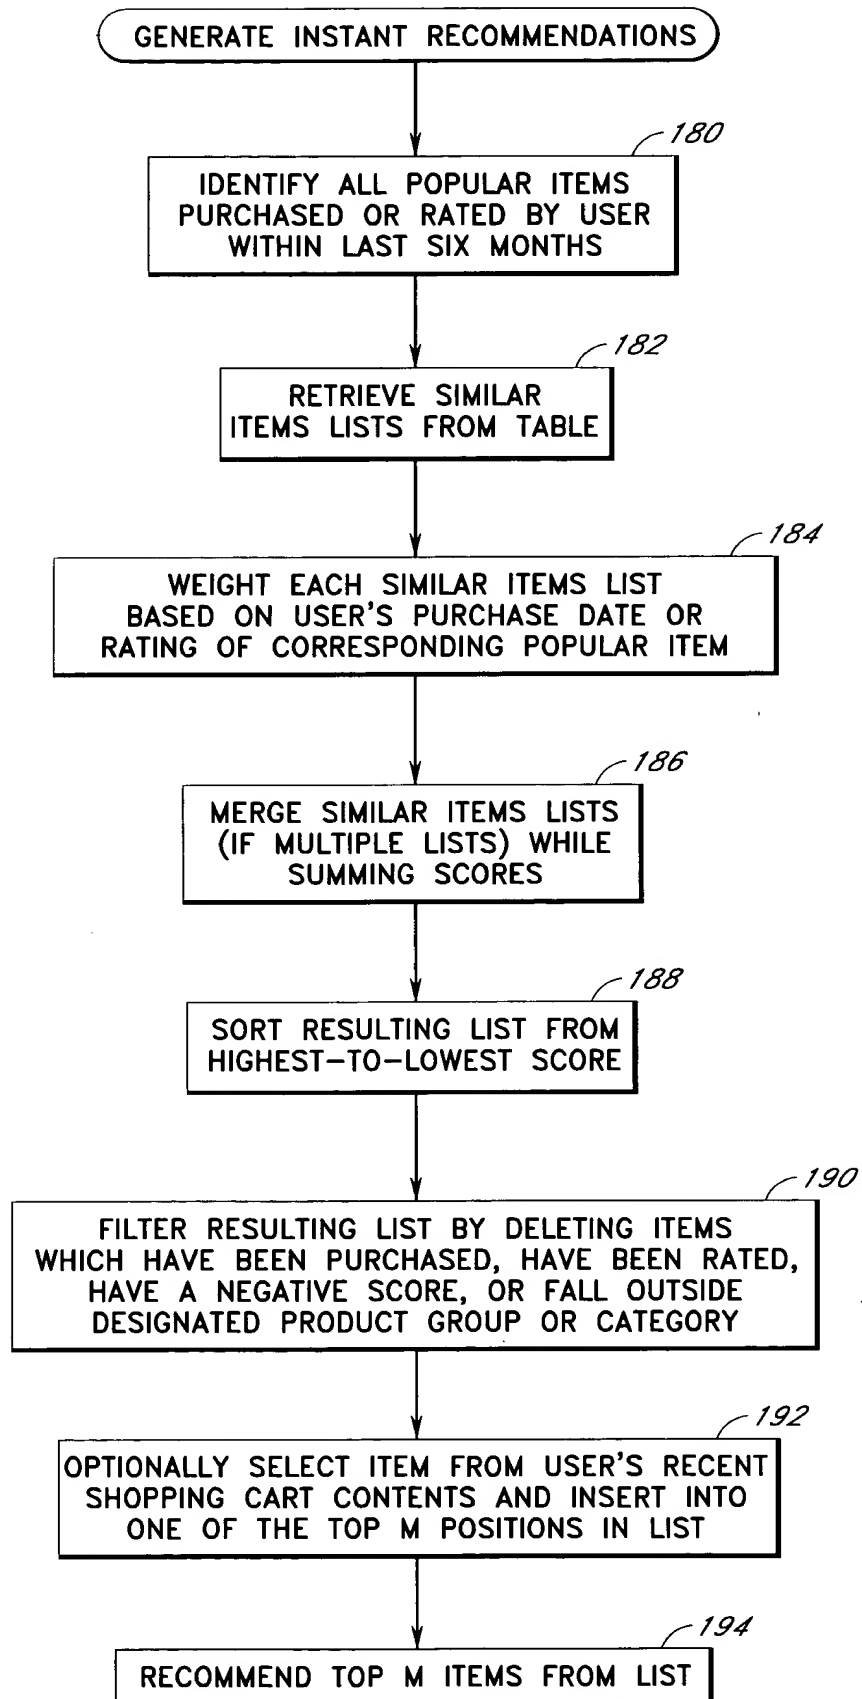 GENERATE INSTANT RECOMMENDATIONS
180
IDENTIFY ALL POPULAR ITEMS
PURCHASED OR RATED BY USER
WITHIN LAST SIX MONTHS
182
RETRIEVE SIMILAR
ITEMS LISTS FROM TABLE
184
WEIGHT EACH SIMILAR ITEMS LIST
BASED ON USER'S PURCHASE DATE OR
RATING OF CORRESPONDING POPULAR ITEM
186
MERGE SIMILAR ITEMS LISTS
(IF MULTIPLE LISTS) WHILE
SUMMING SCORES
188
SORT RESULTING LIST FROM
HIGHEST-TO-LOWEST SCORE
190
FILTER RESULTING LIST BY DELETING ITEMS
WHICH HAVE BEEN PURCHASED, HAVE BEEN RATED,
HAVE A NEGATIVE SCORE, OR FALL OUTSIDE
DESIGNATED PRODUCT GROUP OR CATEGORY
192
OPTIONALLY SELECT ITEM FROM USER'S RECENT
SHOPPING CART CONTENTS AND INSERT INTO
ONE OF THE TOP M POSITIONS IN LIST
194
RECOMMEND TOP M ITEMS FROM LIST